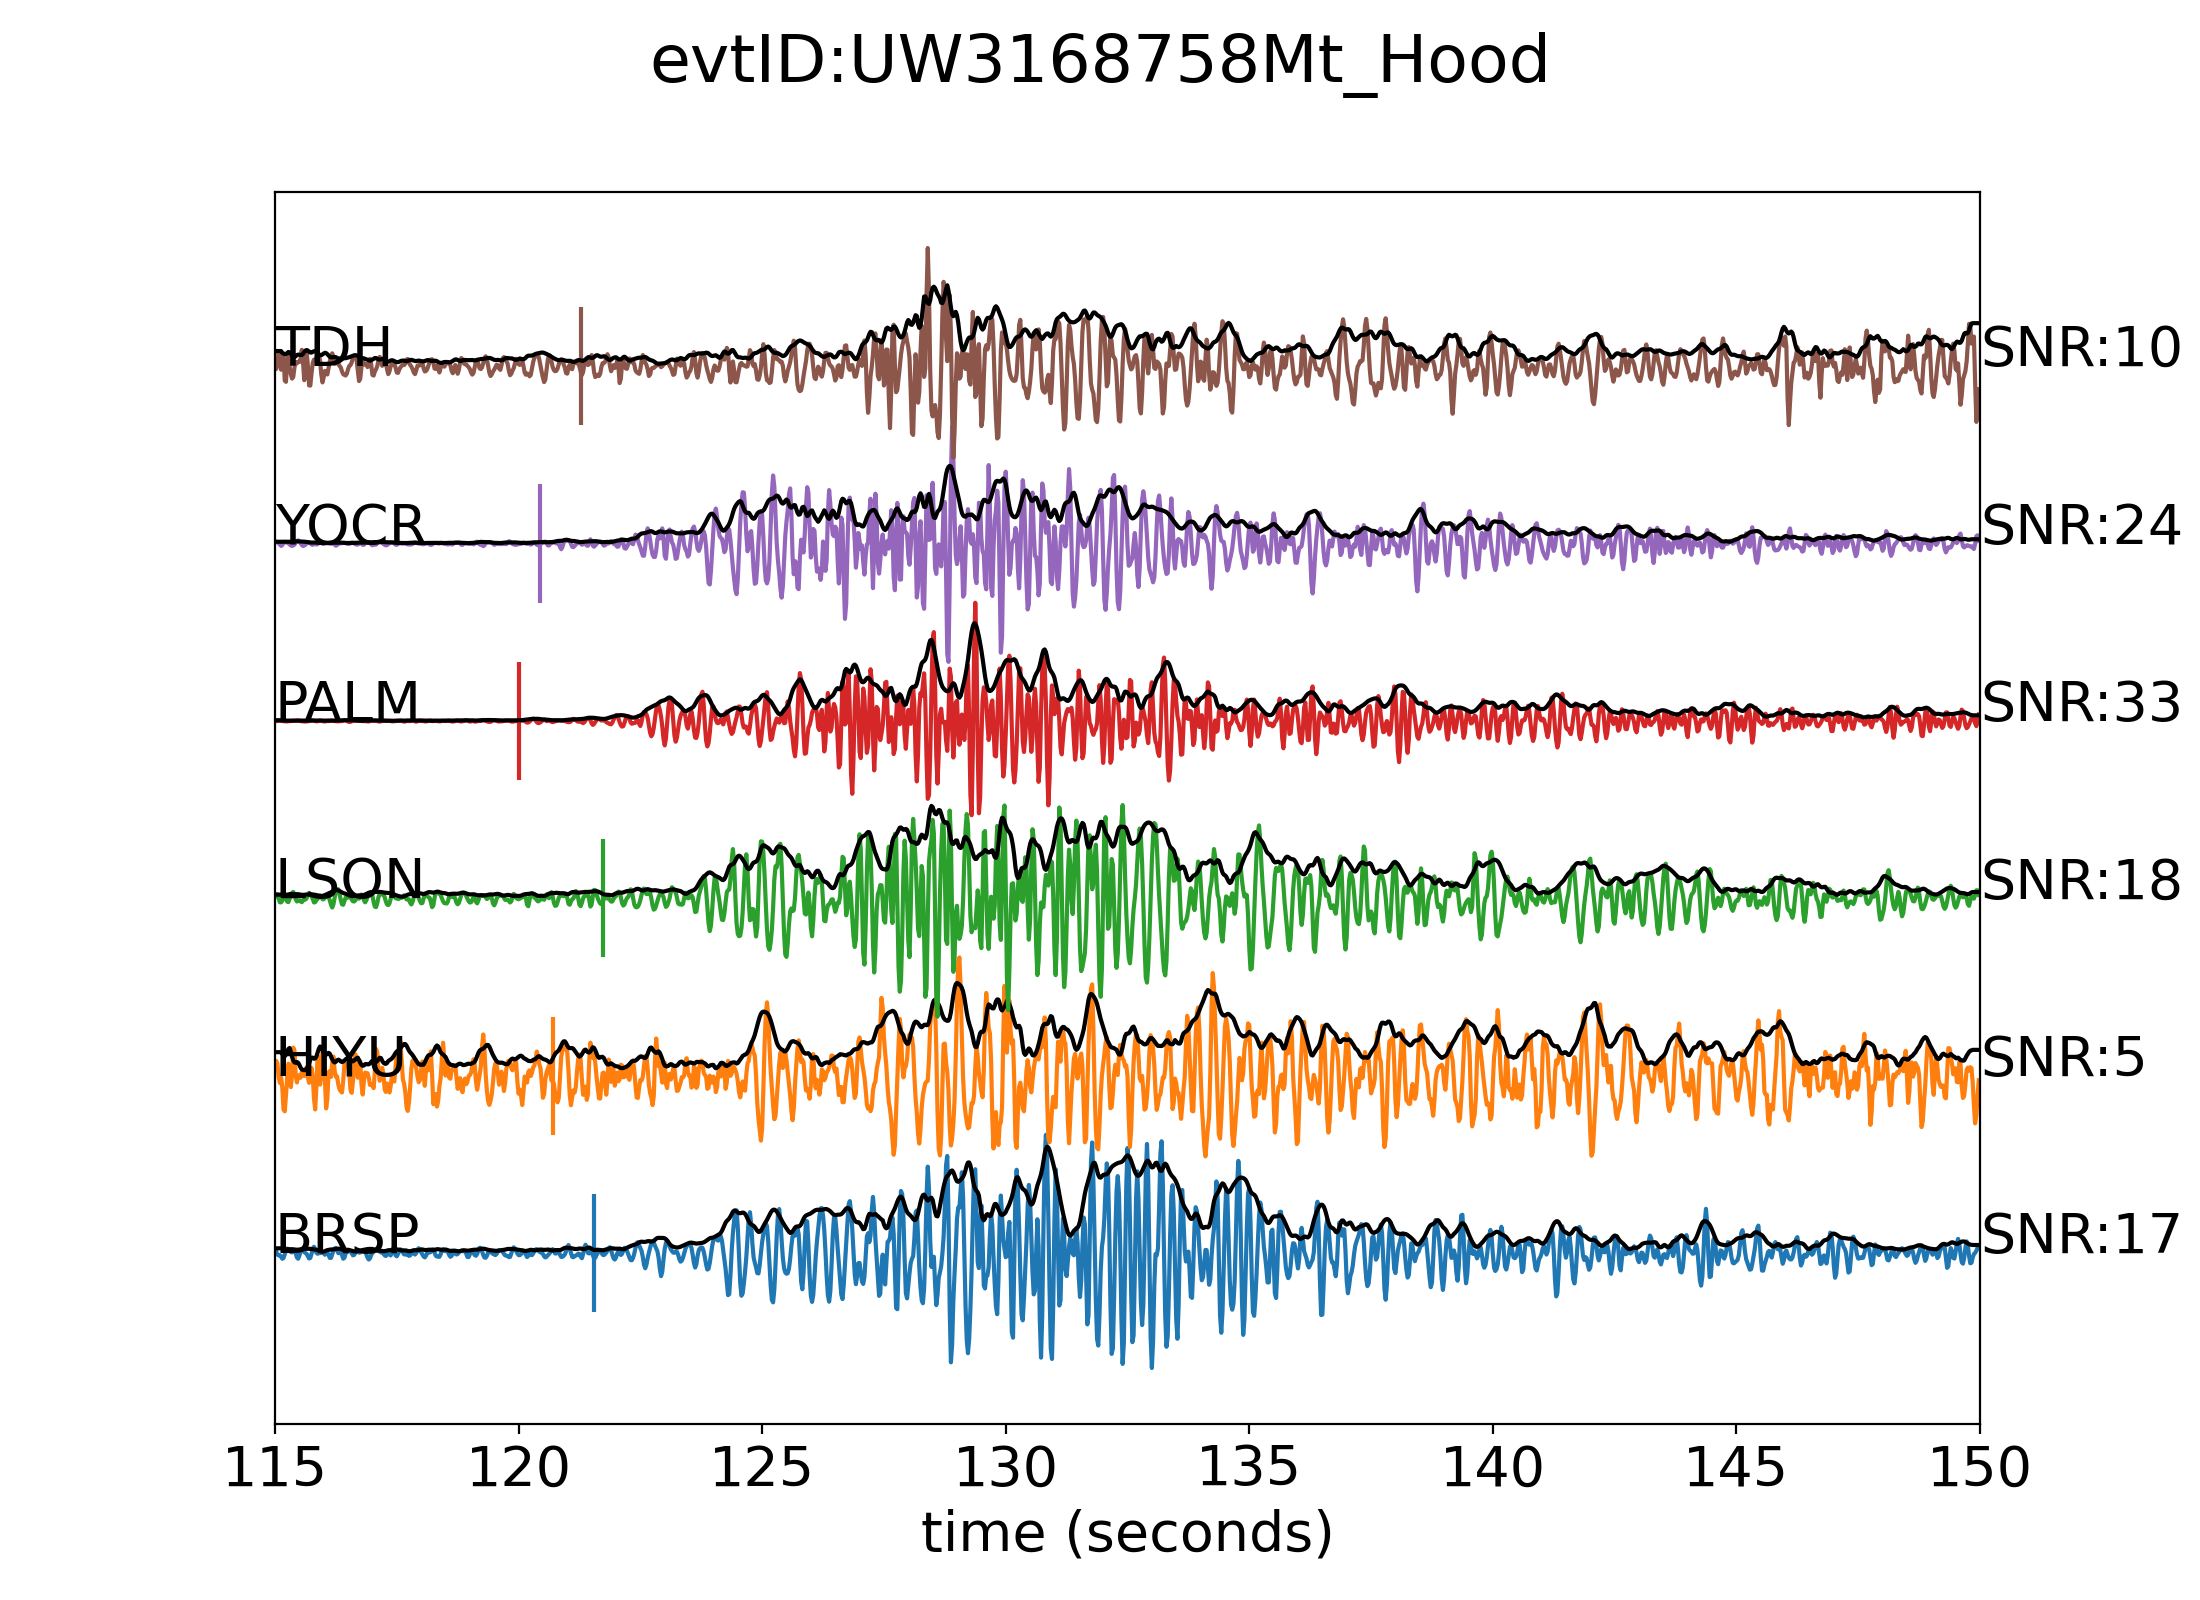 evtID:UW3168758Mt_Hood
TDH SNR:10
YOCR SNR:24
PALM SNR:33
LSON SNR:18
HIYU SNR:5
BRSP SNR:17
115 120 125 130 135 140 145 150
time (seconds)